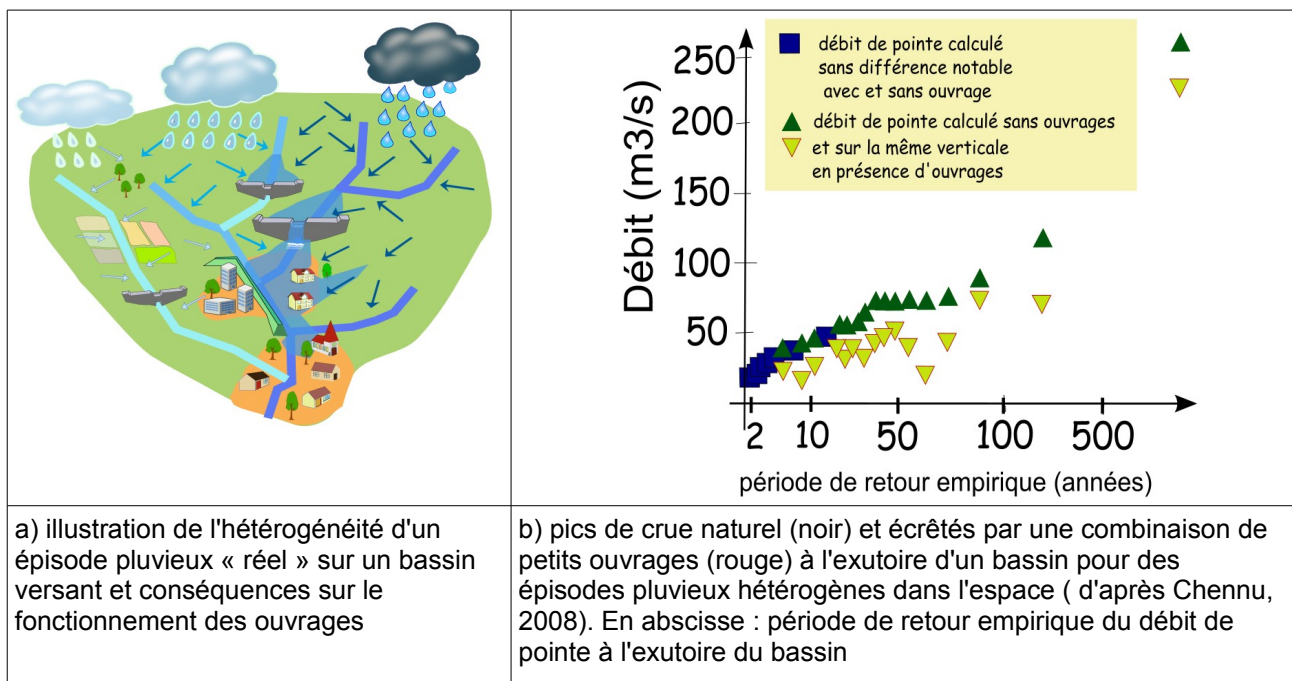 250
200
150
100
50
Débit (m3/s)
débit de pointe calculé
sans différence notable
avec et sans ouvrage
débit de pointe calculé sans ouvrages
et sur la même verticale
en présence d'ouvrages
2 10 50 100 500
période de retour empirique (années)
a) illustration de l'hétérogénéité d'un
épisode pluvieux « réel » sur un bassin
versant et conséquences sur le
fonctionnement des ouvrages
b) pics de crue naturel (noir) et écrêtés par une combinaison de
petits ouvrages (rouge) à l'exutoire d'un bassin pour des
épisodes pluvieux hétérogènes dans l'espace ( d'après Chennu,
2008). En abscisse : période de retour empirique du débit de
pointe à l'exutoire du bassin